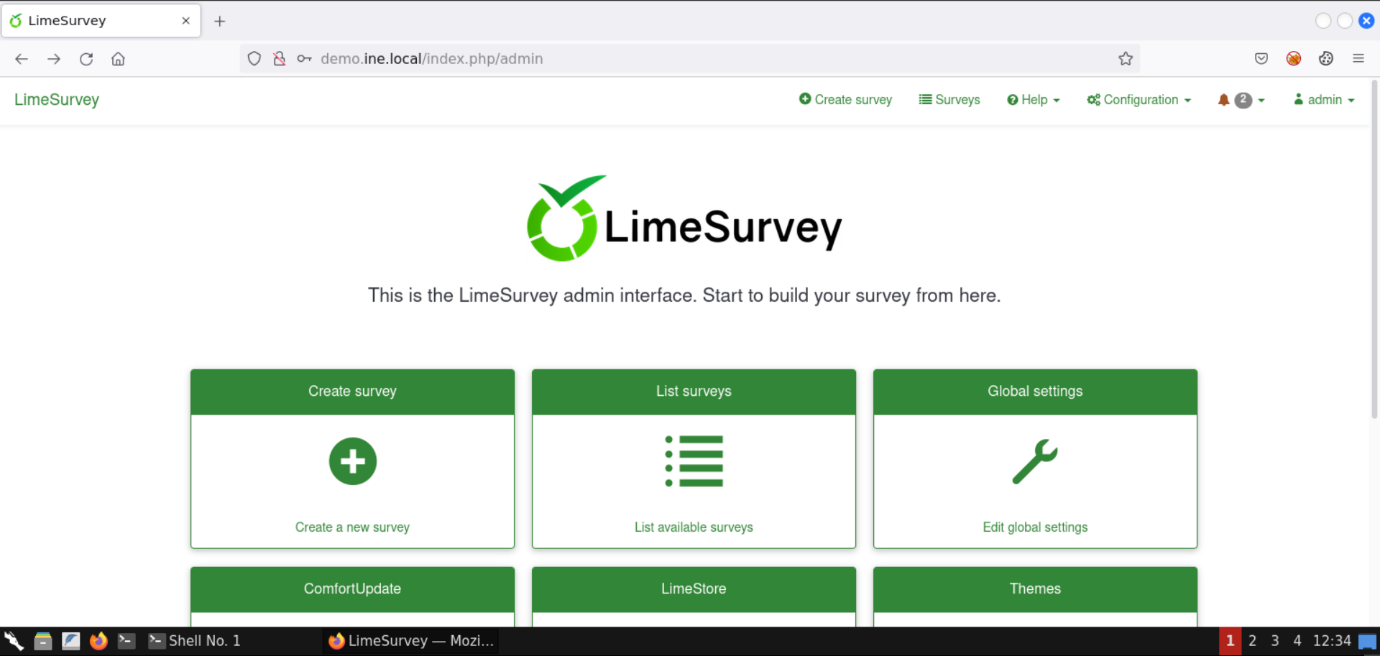 LimeSurvey
demo.ine.local/index.php/admin
LimeSurvey Create survey Surveys Help Configuration 2 admin
LimeSurvey
This is the LimeSurvey admin interface. Start to build your survey from here.
Create survey List surveys Global settings
Create a new survey List available surveys Edit global settings
ComfortUpdate LimeStore Themes
Shell No. 1 LimeSurvey — Mozi... 1 2 3 4 12:34